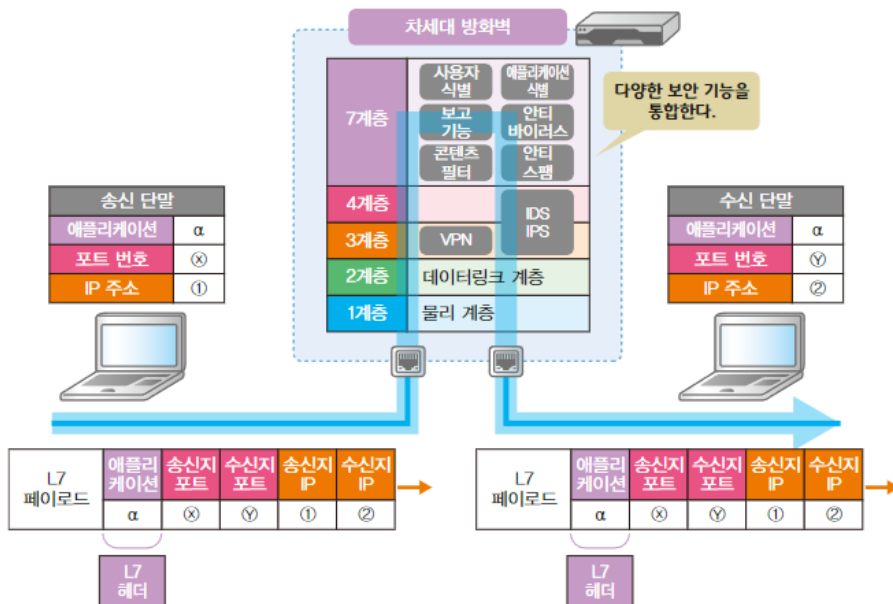 차세대 방화벽
다양한 보안 기능을
통합한다.
7계층
사용자
식별
애플리케이션
식별
보고
기능
안티
바이러스
콘텐츠
필터
안티
스팸
4계층
IDS
IPS
3계층
VPN
2계층
데이터링크 계층
1계층
물리 계층
송신 단말
애플리케이션 α
포트 번호 ⓧ
IP 주소 ①
수신 단말
애플리케이션 α
포트 번호 Ⓨ
IP 주소 ②
L7
페이로드
애플리
케이션
송신지
포트
수신지
포트
송신지
IP
수신지
IP
α ⓧ Ⓨ ① ②
L7
헤더
L7
페이로드
애플리
케이션
송신지
포트
수신지
포트
송신지
IP
수신지
IP
α ⓧ Ⓨ ① ②
L7
헤더